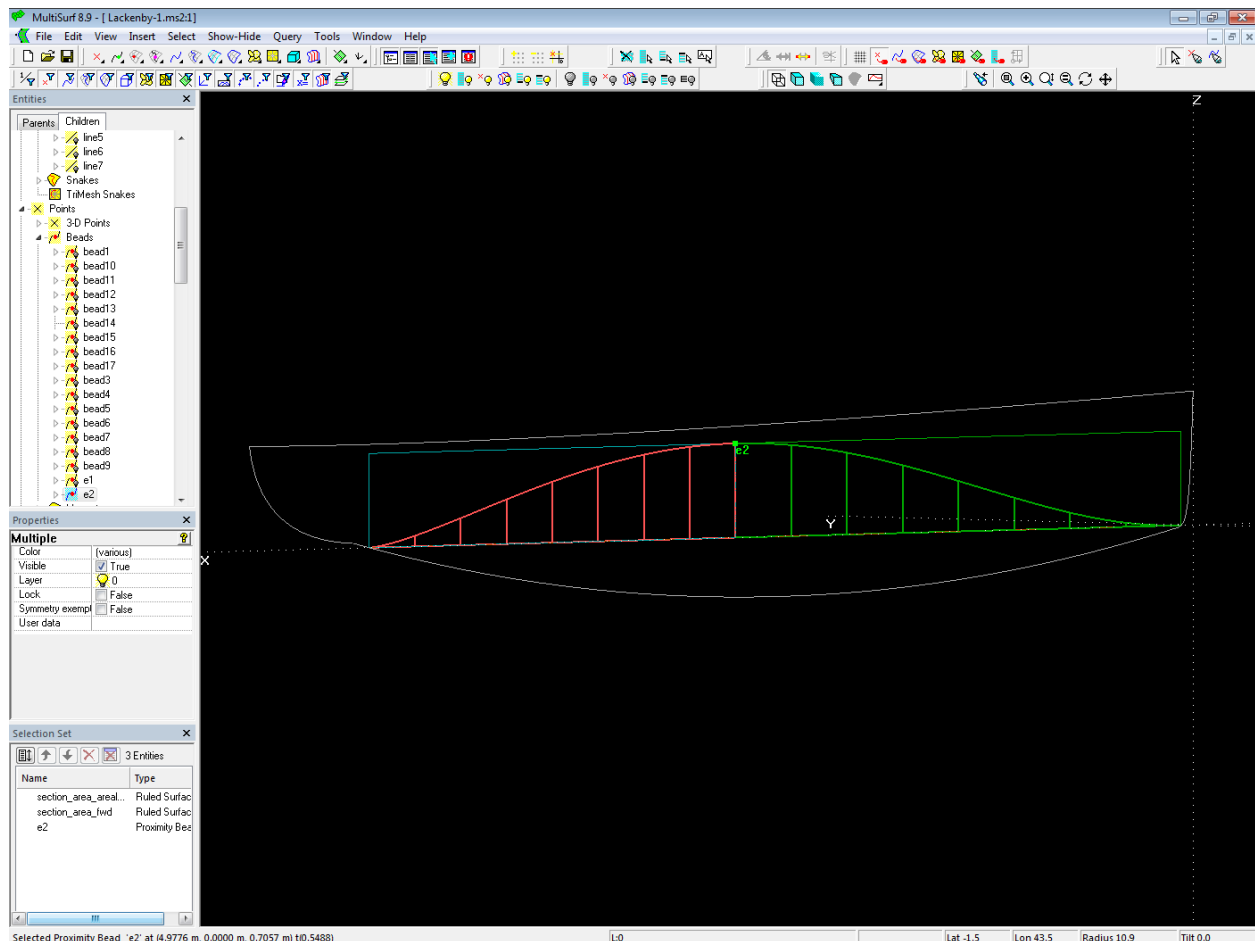 MultiSurf 8.9 - [ Lackenby-1.ms2:1]
File Edit View Insert Select Show-Hide Query Tools Window Help
Entities
Parents Children
line5
line6
line7
Snakes
TriMesh Snakes
Points
3-D Points
Beads
bead1
bead10
bead11
bead12
bead13
bead14
bead15
bead16
bead17
bead3
bead4
bead5
bead6
bead7
bead8
bead9
e1
e2
Properties
Multiple
Color (various)
Visible True
Layer 0
Lock False
Symmetry exempt False
User data
Selection Set
3 Entities
Name Type
section_area_areal... Ruled Surfac
section_area_fwd Ruled Surfac
e2 Proximity Bea
Z
e2
Y
X
Selected Proximity Bead 'e2' at (4.9776 m, 0.0000 m, 0.7057 m) t(0.5488) L:0 Lat -1.5 Lon 43.5 Radius 10.9 Tilt 0.0